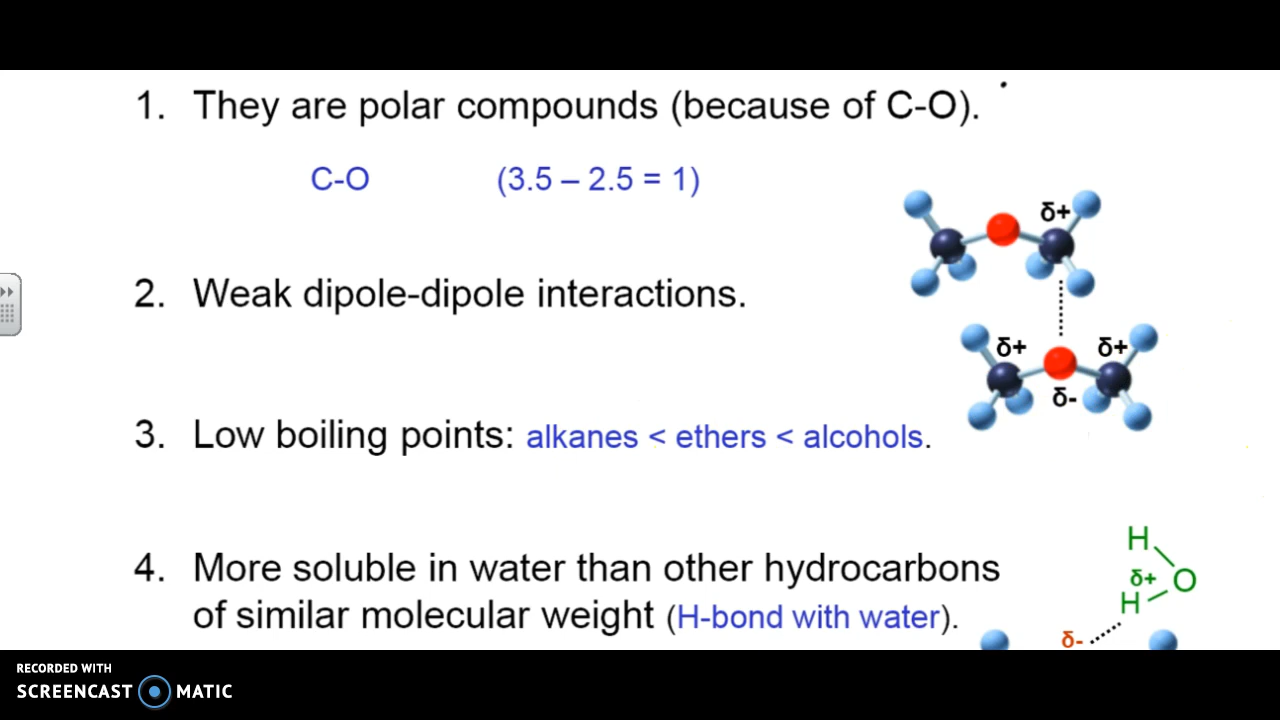 1. They are polar compounds (because of C-O).
C-O (3.5 – 2.5 = 1)
δ+
2. Weak dipole-dipole interactions.
δ+ δ+
δ-
3. Low boiling points: alkanes < ethers < alcohols.
H
4. More soluble in water than other hydrocarbons
δ+ O
H
of similar molecular weight (H-bond with water).
δ-
RECORDED WITH
SCREENCAST MATIC